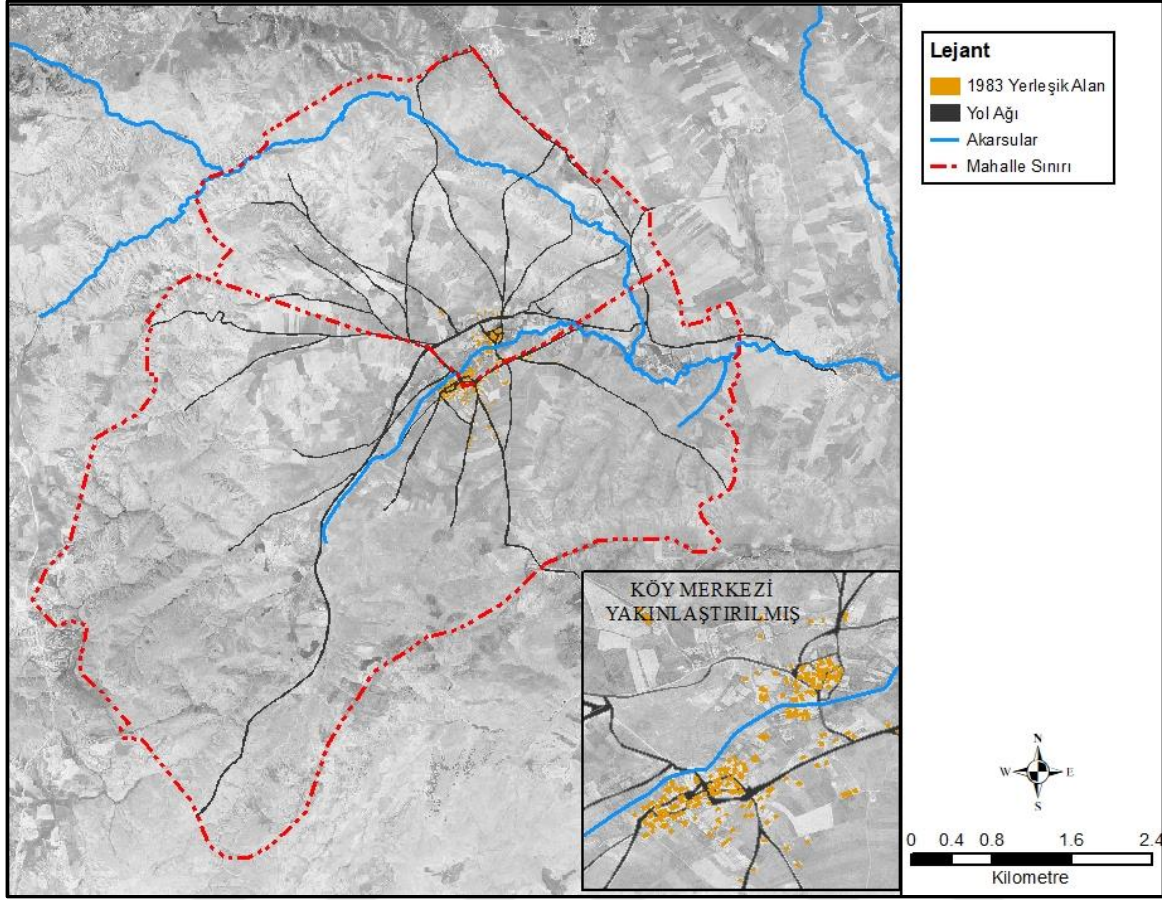 Lejant
1983 Yerleşik Alan
Yol Ağı
Akarsular
Mahalle Sınırı
KÖY MERKEZİ
YAKINLAŞTIRILMIŞ
N
W E
S
0 0.4 0.8 1.6 2.4
Kilometre